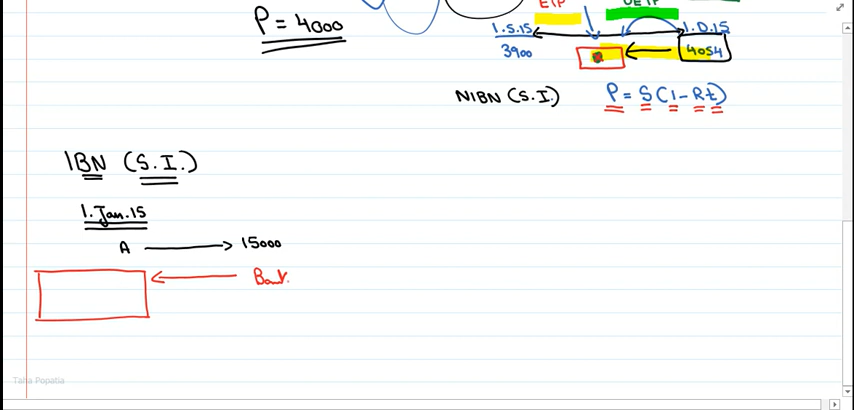 P = 4000
EIP
UEIP
1.S.15
1.D.15
3900
4054
NIBN (S.I.)
P = S(1-Rt)
IBN (S.I.)
1.Jan.15
A → 15000
Bank
Taha Popatia